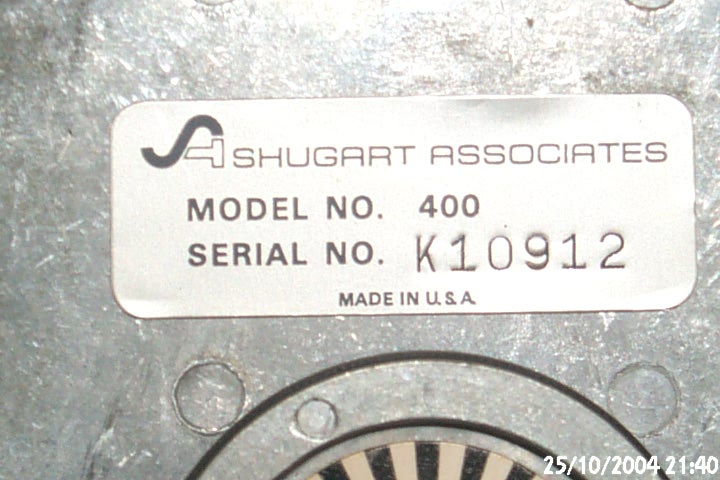 SHUGART ASSOCIATES
MODEL NO. 400
SERIAL NO. K10912
MADE IN U.S.A.
25/10/2004 21:40